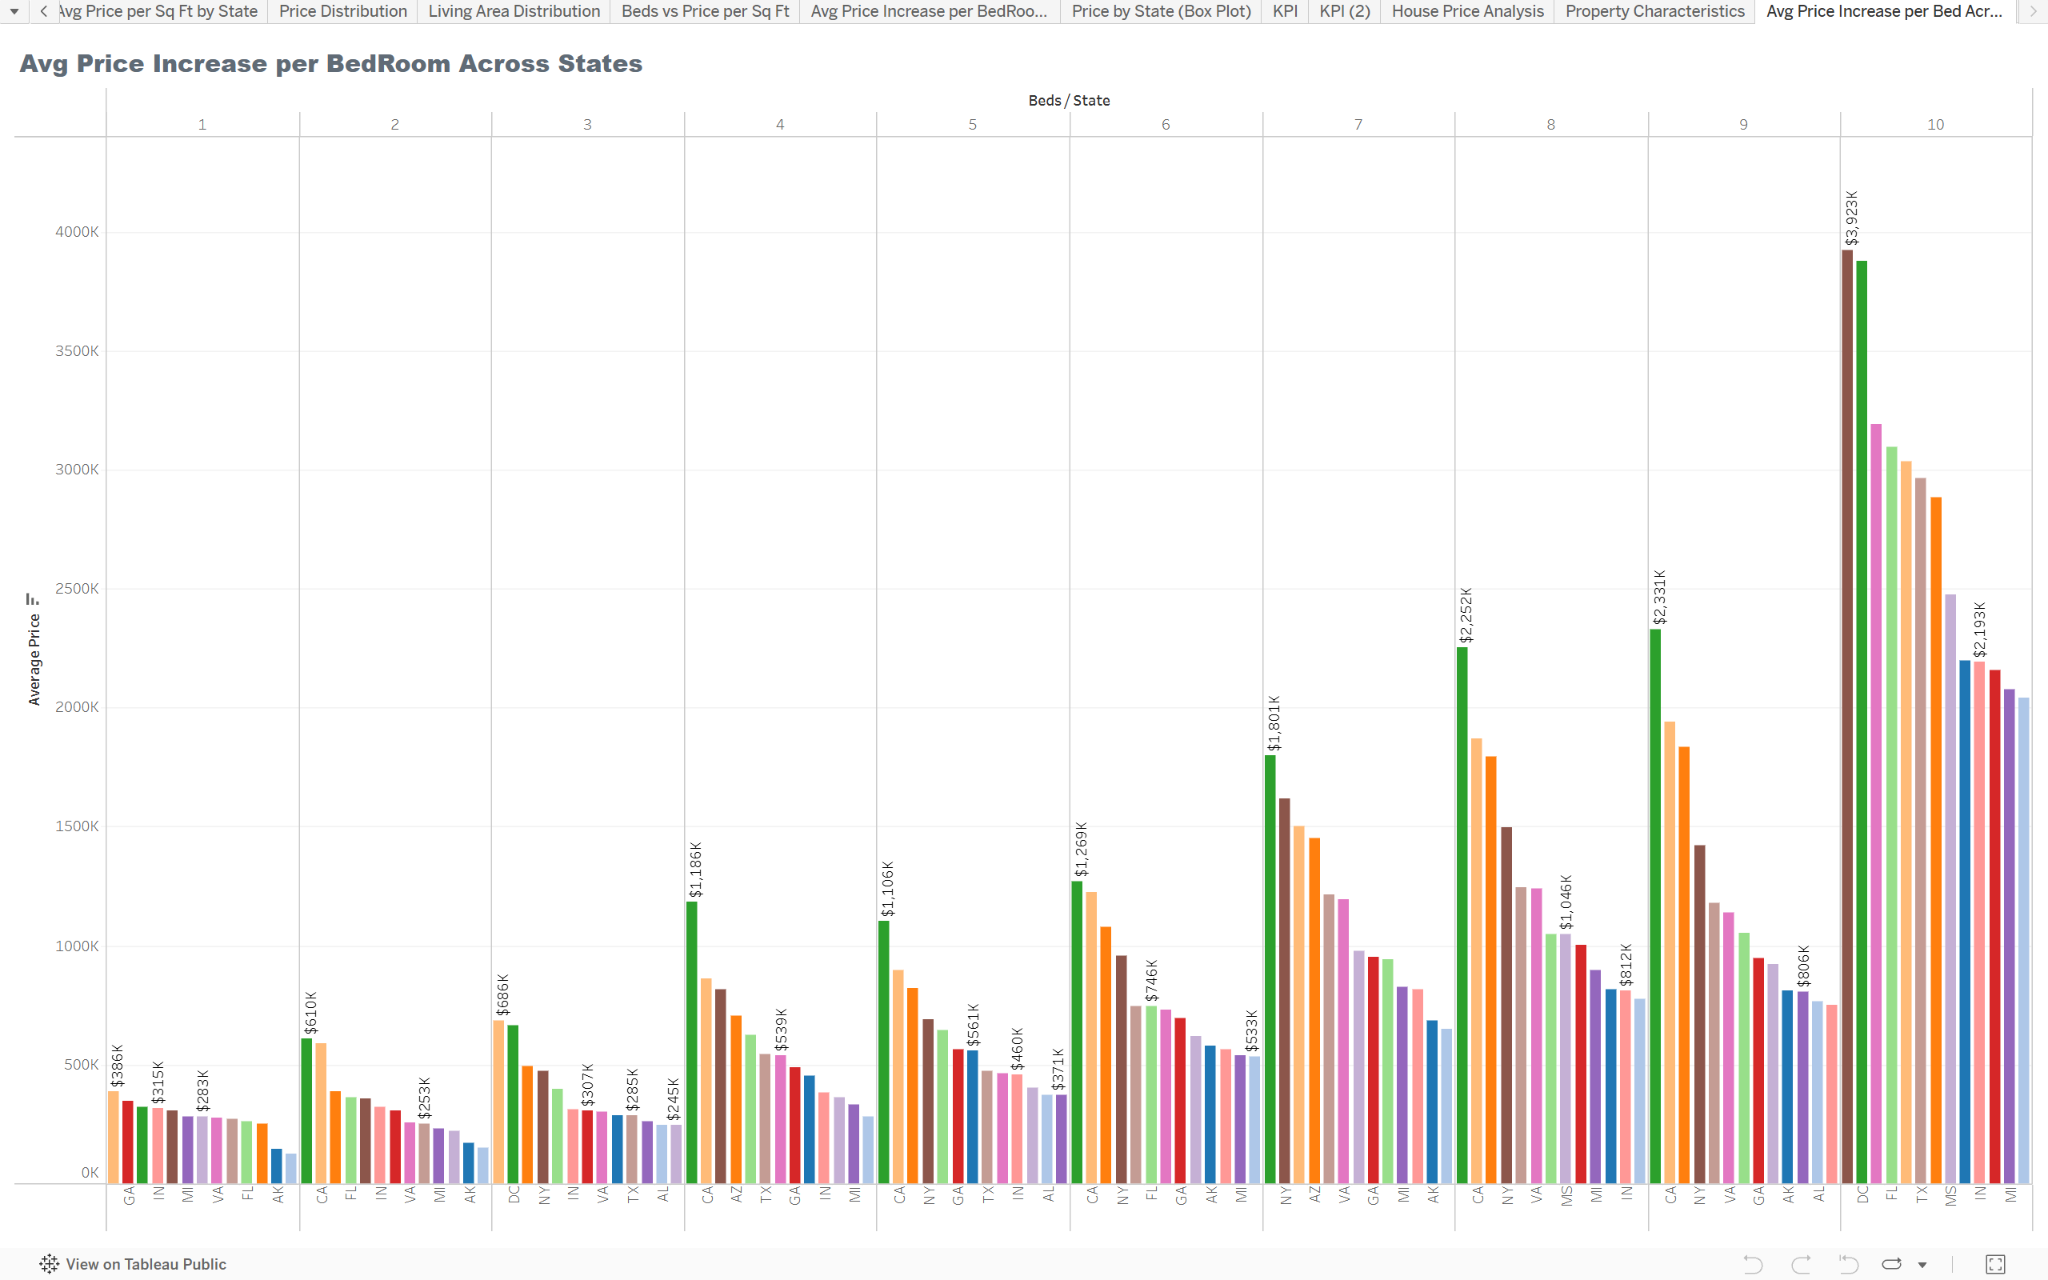 Avg Price per Sq Ft by State Price Distribution Living Area Distribution Beds vs Price per Sq Ft Avg Price Increase per BedRoo... Price by State (Box Plot) KPI KPI (2) House Price Analysis Property Characteristics Avg Price Increase per Bed Acr...
Avg Price Increase per BedRoom Across States
Beds / State
1 2 3 4 5 6 7 8 9 10
Average Price
4000K
3500K
3000K
2500K
2000K
1500K
1000K
500K
0K
$386K $315K $283K
$610K $253K
$686K $307K $285K $245K
$1,186K $539K
$1,106K $561K $460K $371K
$1,269K $746K $533K
$1,801K
$2,252K $1,046K $812K
$2,331K $806K
$3,923K $2,193K
GA IN MI VA FL AK
CA FL IN VA MI AK
DC NY IN VA TX AL
CA AZ TX GA IN MI
CA NY GA TX IN AL
CA NY FL GA AK MI
NY AZ VA GA MI AK
CA NY VA MS MI IN
CA NY VA GA AK AL
DC FL TX MS IN MI
View on Tableau Public